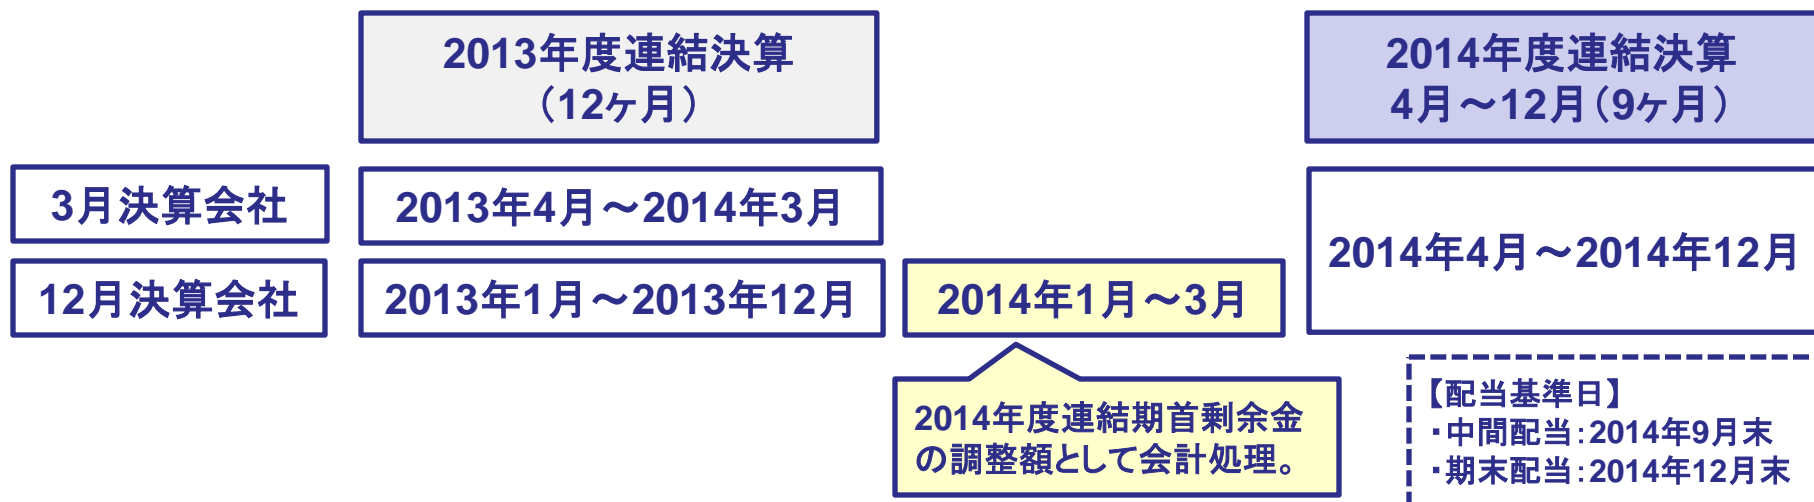 2013年度連結決算
（12ヶ月）
2014年度連結決算
4月～12月（9ヶ月）
3月決算会社
2013年4月～2014年3月
2014年4月～2014年12月
12月決算会社
2013年1月～2013年12月
2014年1月～3月
2014年度連結期首剰余金
の調整額として会計処理。
【配当基準日】
・中間配当：2014年9月末
・期末配当：2014年12月末